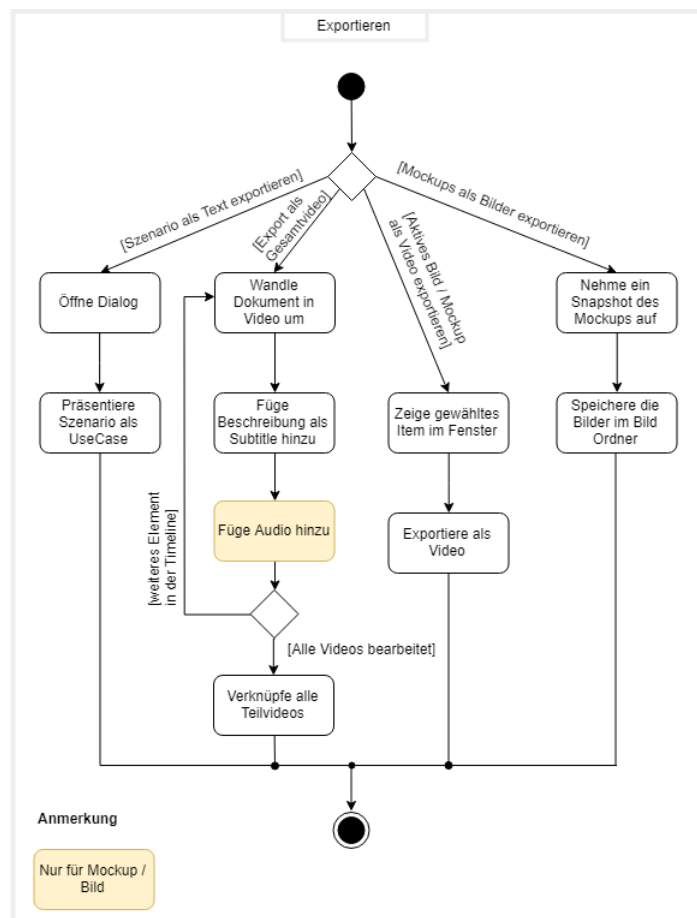 Exportieren
[Szenario als Text exportieren]
[Export als
Gesamtvideo]
[Aktives Bild / Mockup
als Video exportieren]
[Mockups als Bilder exportieren]
Öffne Dialog
Wandle
Dokument in
Video um
Nehme ein
Snapshot des
Mockups auf
Präsentiere
Szenario als
UseCase
Füge
Beschreibung als
Subtitle hinzu
Zeige gewähltes
Item im Fenster
Speichere die
Bilder im Bild
Ordner
[weiteres Element
in der Timeline]
Füge Audio hinzu
Exportiere als
Video
[Alle Videos bearbeitet]
Verknüpfe alle
Teilvideos
Anmerkung
Nur für Mockup /
Bild